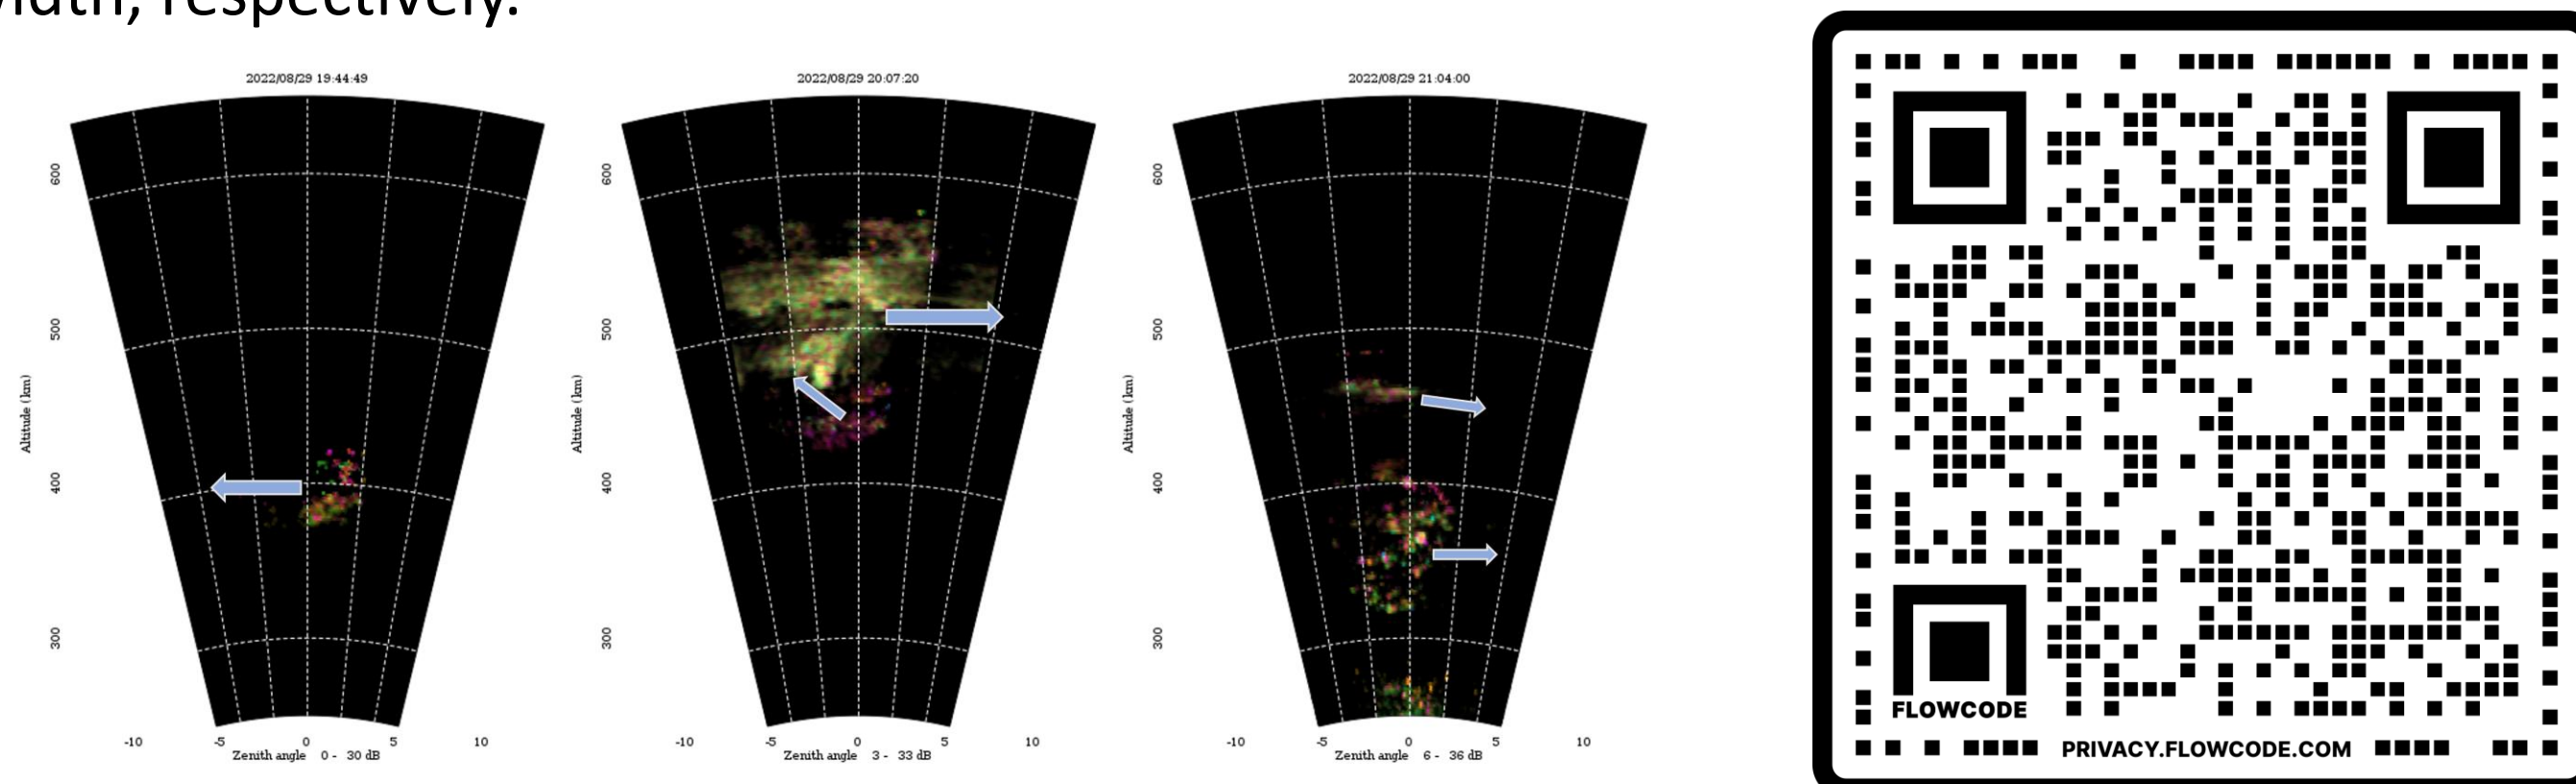 respectively.
2022/08/29 19:44:49
600
500
400
300
Altitude (km)
-10 -5 0 5 10
Zenith angle 0 - 30 dB
2022/08/29 20:07:20
600
500
400
300
Altitude (km)
-10 -5 0 5 10
Zenith angle 3 - 33 dB
2022/08/29 21:04:00
600
500
400
300
Altitude (km)
-10 -5 0 5 10
Zenith angle 6 - 36 dB
FLOWCODE
PRIVACY.FLOWCODE.COM